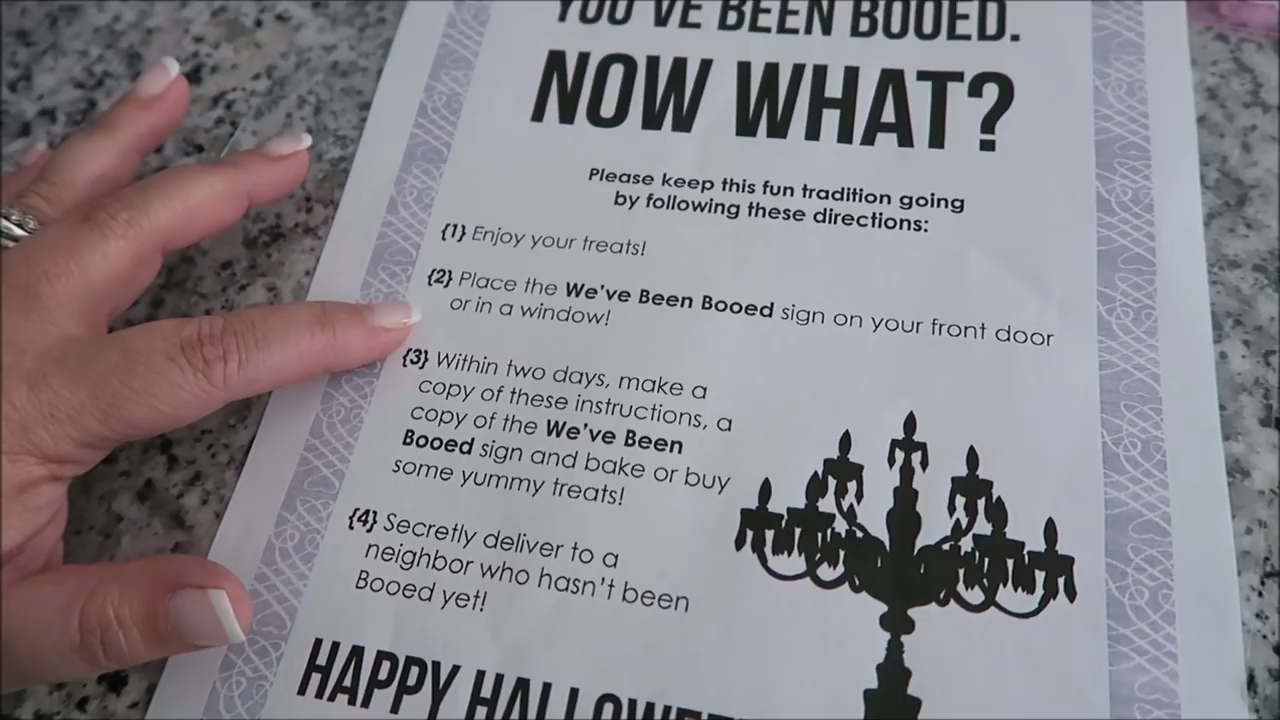 YOU'VE BEEN BOOED.
NOW WHAT?
Please keep this fun tradition going
by following these directions:
{1} Enjoy your treats!
{2} Place the We've Been Booed sign on your front door
or in a window!
{3} Within two days, make a
copy of these instructions, a
copy of the We've Been
Booed sign and bake or buy
some yummy treats!
{4} Secretly deliver to a
neighbor who hasn't been
Booed yet!
HAPPY HALLOWEE